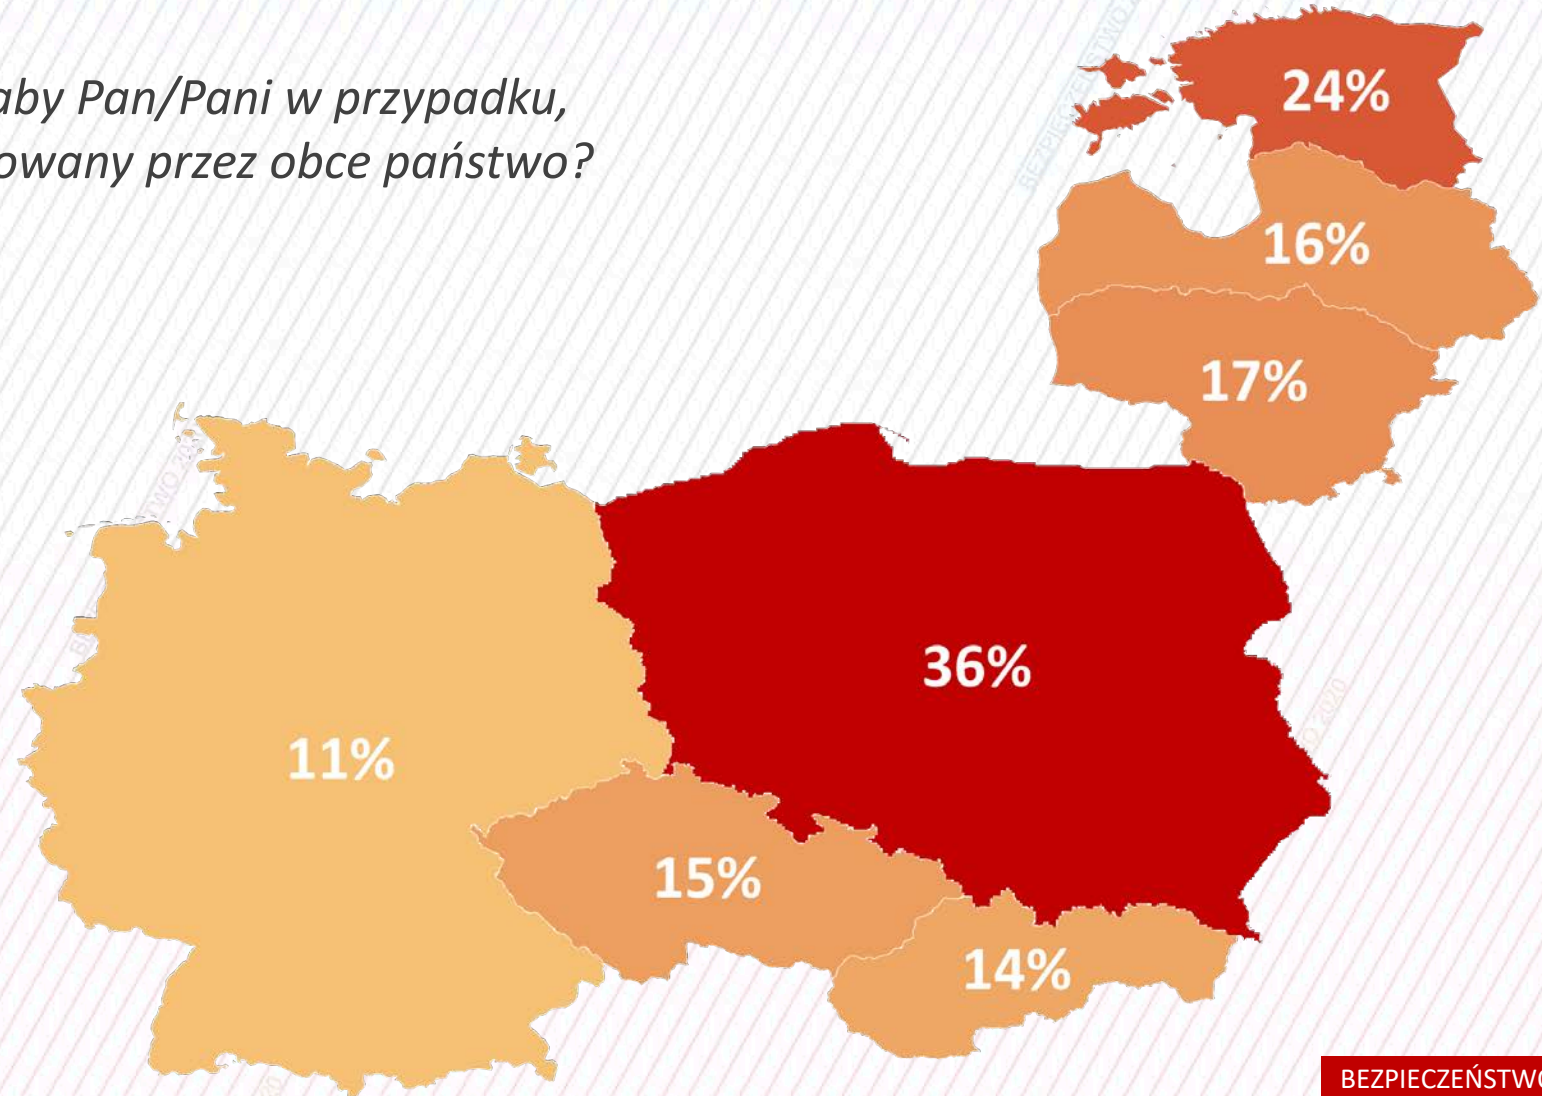 aby Pan/Pani w przypadku,
owany przez obce państwo?
24%
16%
17%
36%
11%
15%
14%
BEZPIECZEŃSTWO